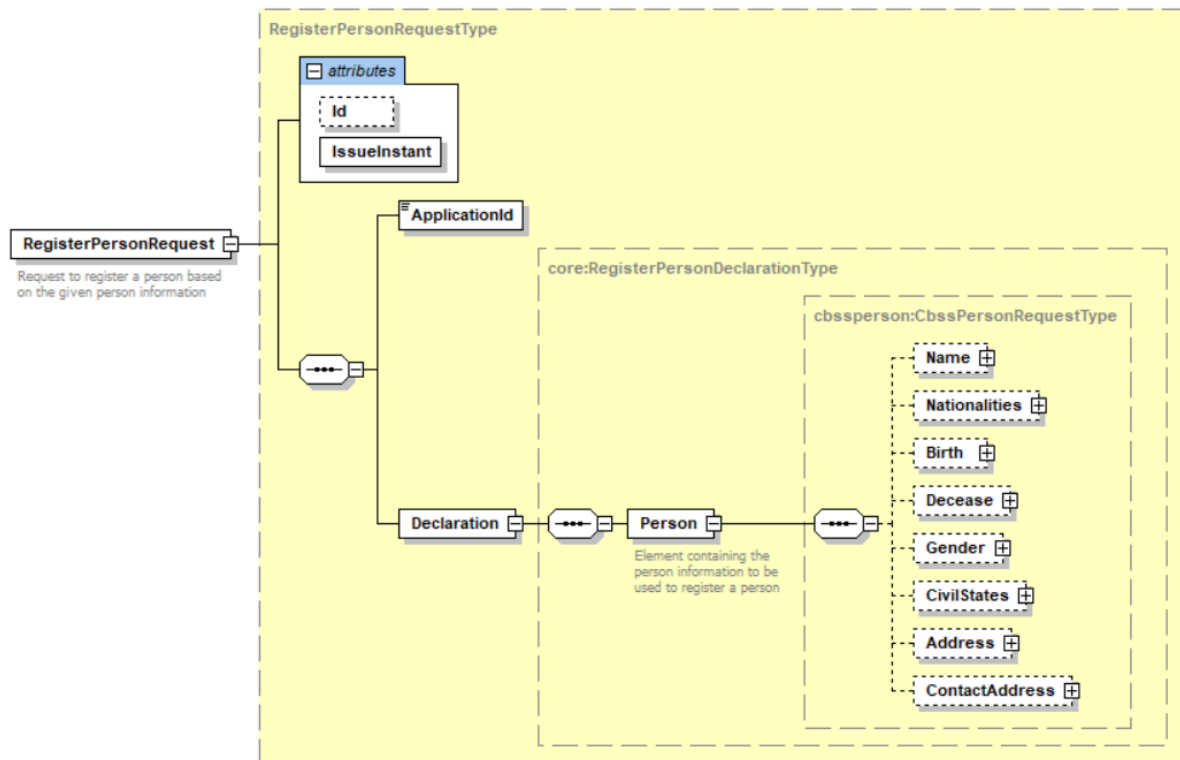 RegisterPersonRequestType
attributes
Id
IssueInstant
ApplicationId
RegisterPersonRequest
Request to register a person based
on the given person information
core:RegisterPersonDeclarationType
cbssperson:CbssPersonRequestType
Name
Nationalities
Birth
Decease
Declaration
Person
Element containing the
person information to be
used to register a person
Gender
CivilStates
Address
ContactAddress